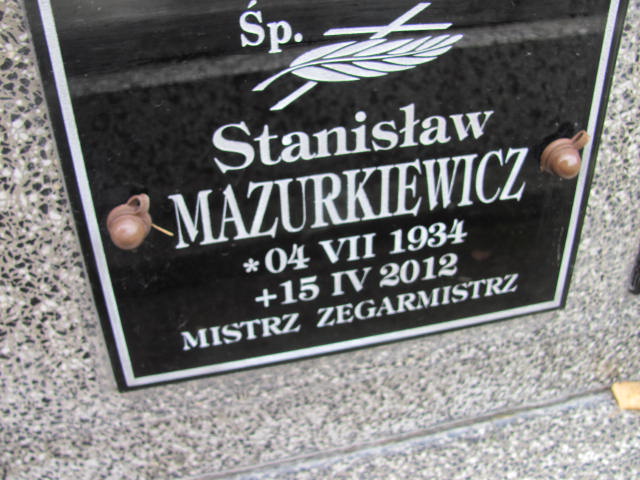 Śp.
Stanisław
MAZURKIEWICZ
*04 VII 1934
+15 IV 2012
MISTRZ ZEGARMISTRZ